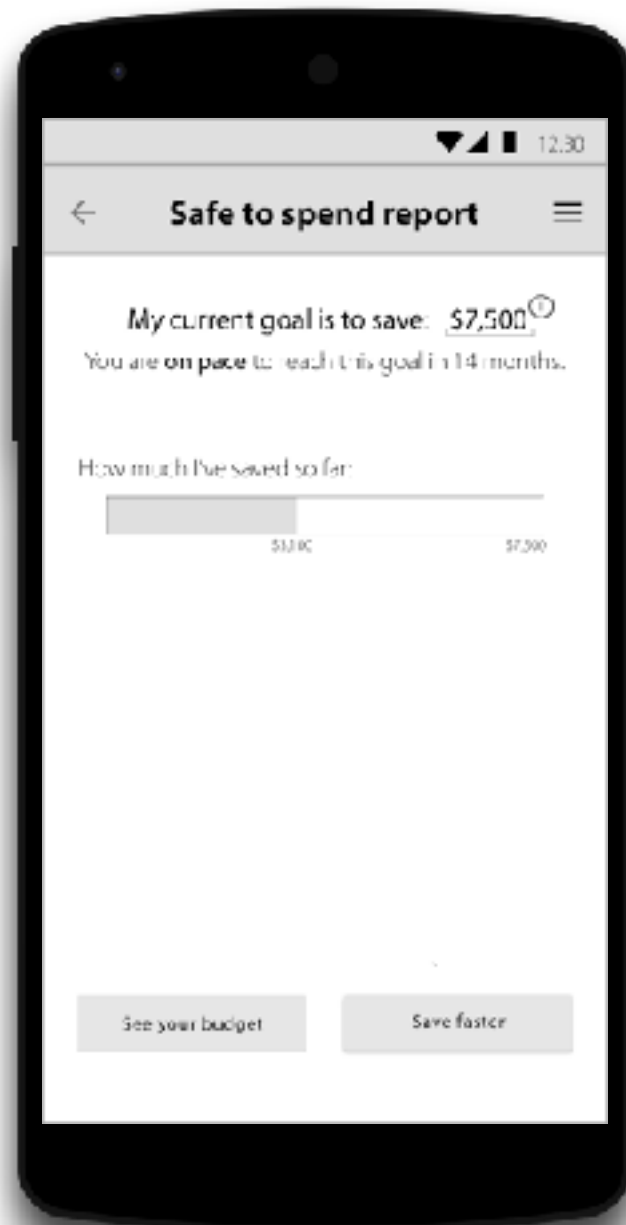 12:30
Safe to spend report
My current goal is to save: $7,500
You are on pace to reach this goal in 14 months.
How much I've saved so far:
$7,500
See your budget
Save faster